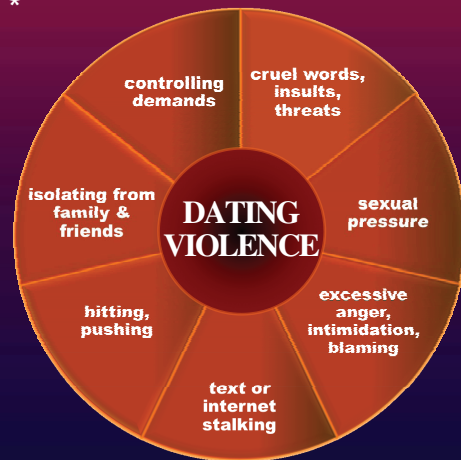 *
DATING
VIOLENCE
cruel words,
insults,
threats
sexual
pressure
excessive
anger,
intimidation,
blaming
text or
internet
stalking
hitting,
pushing
isolating from
family &
friends
controlling
demands